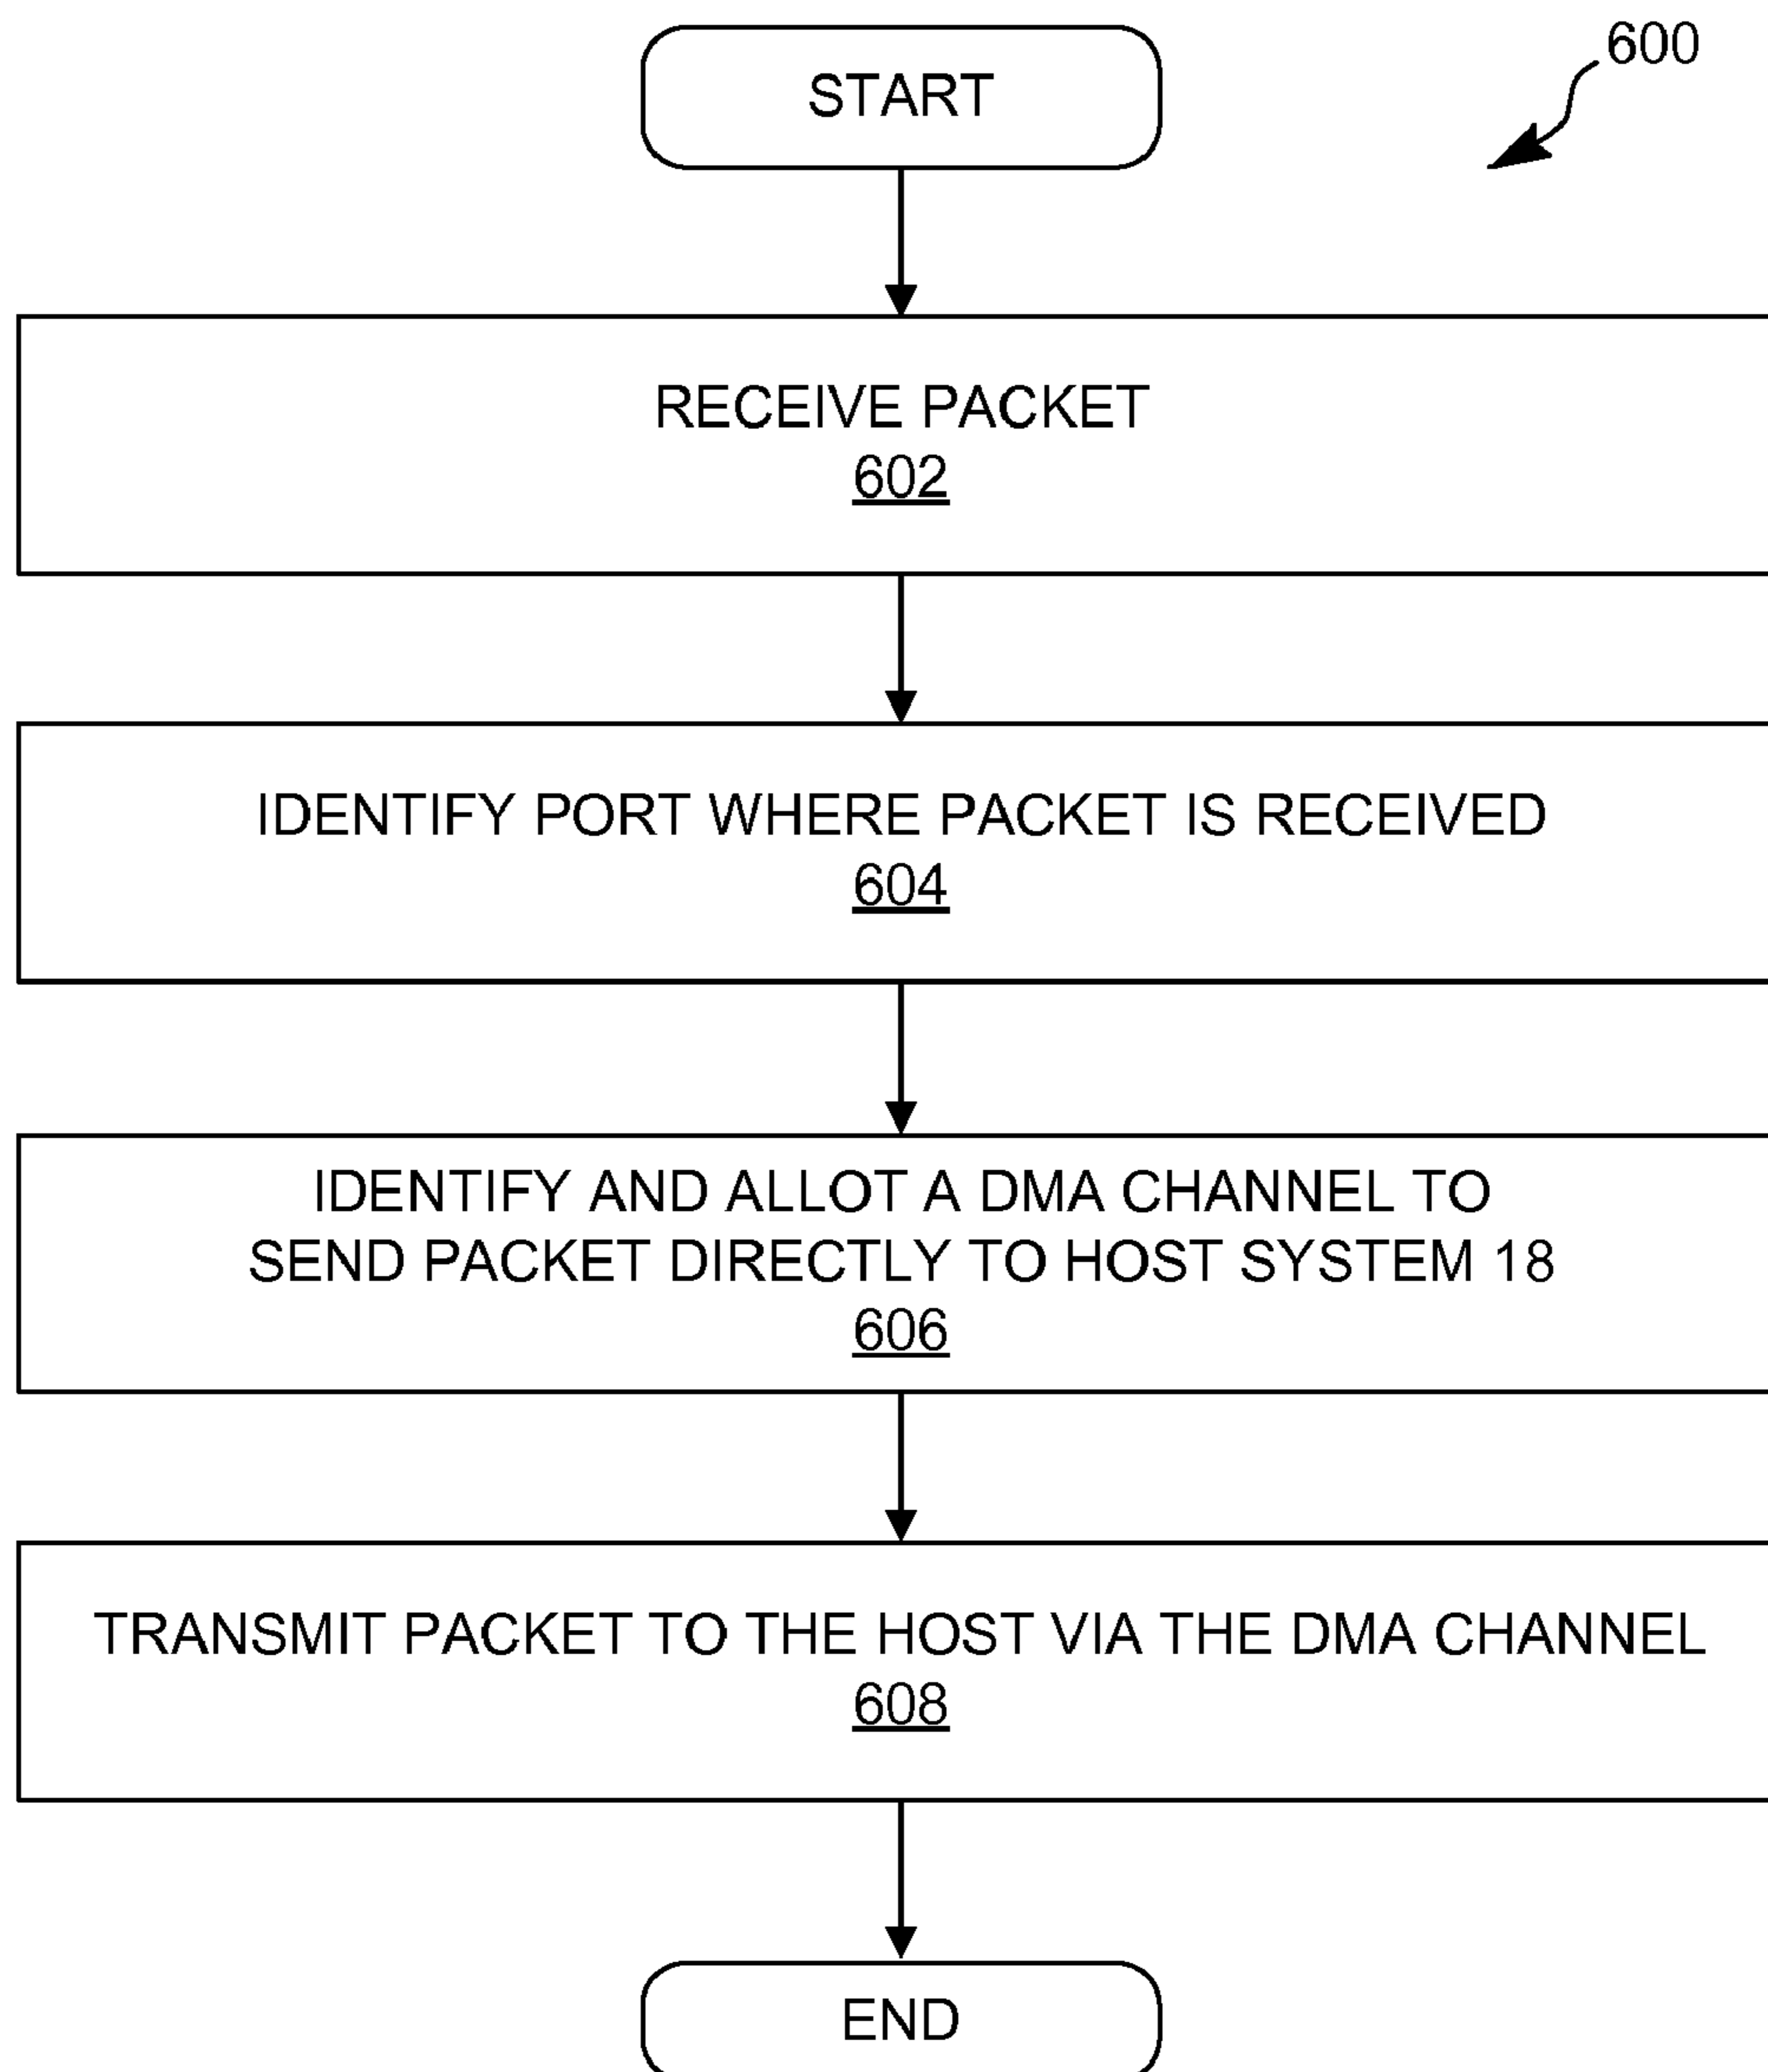 START
600
RECEIVE PACKET
602
IDENTIFY PORT WHERE PACKET IS RECEIVED
604
IDENTIFY AND ALLOT A DMA CHANNEL TO
SEND PACKET DIRECTLY TO HOST SYSTEM 18
606
TRANSMIT PACKET TO THE HOST VIA THE DMA CHANNEL
608
END